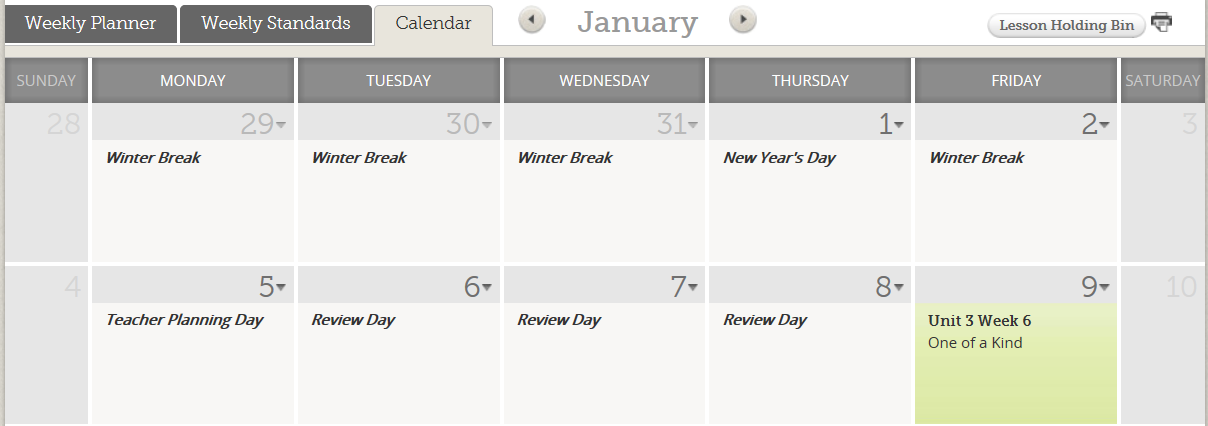 Weekly Planner Weekly Standards Calendar January Lesson Holding Bin
SUNDAY MONDAY TUESDAY WEDNESDAY THURSDAY FRIDAY SATURDAY
28 29 30 31 1 2 3
Winter Break Winter Break Winter Break New Year's Day Winter Break
4 5 6 7 8 9 10
Teacher Planning Day Review Day Review Day Review Day Unit 3 Week 6
One of a Kind